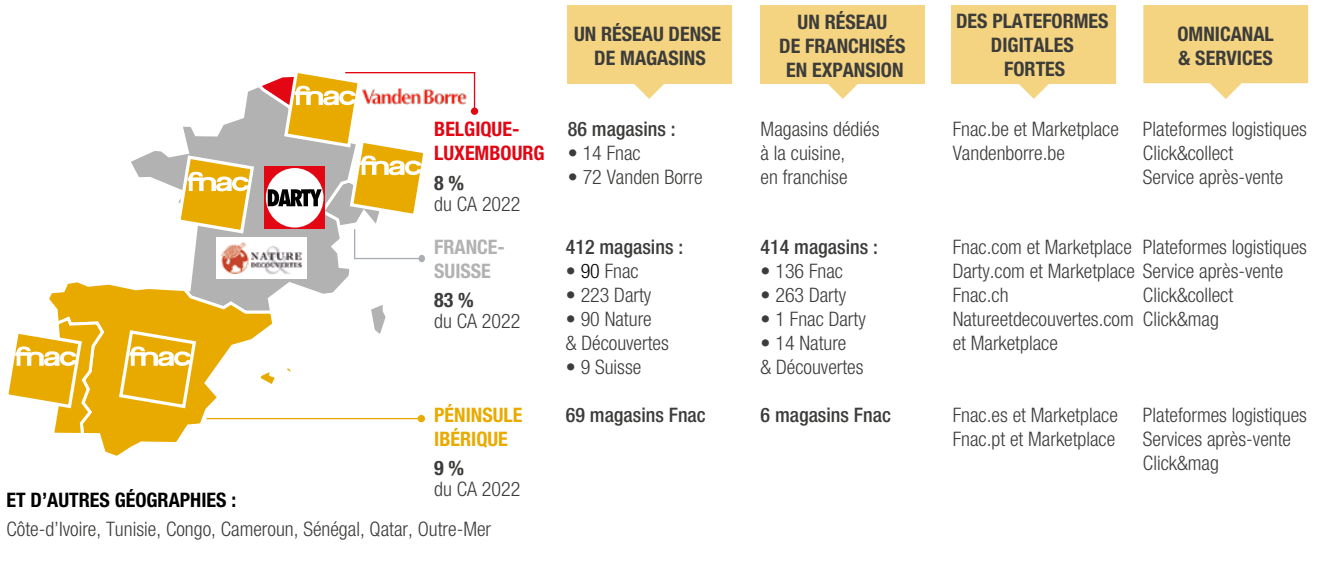 UN RÉSEAU DENSE
DE MAGASINS
UN RÉSEAU
DE FRANCHISÉS
EN EXPANSION
DES PLATEFORMES
DIGITALES
FORTES
OMNICANAL
& SERVICES
fnac
Vanden Borre
fnac
fnac
DARTY
NATURE
&
DECOUVERTES
fnac
fnac
BELGIQUE-
LUXEMBOURG
8 %
du CA 2022
86 magasins :
• 14 Fnac
• 72 Vanden Borre
Magasins dédiés
à la cuisine,
en franchise
Fnac.be et Marketplace
Vandenborre.be
Plateformes logistiques
Click&collect
Service après-vente
FRANCE-
SUISSE
83 %
du CA 2022
412 magasins :
• 90 Fnac
• 223 Darty
• 90 Nature
& Découvertes
• 9 Suisse
414 magasins :
• 136 Fnac
• 263 Darty
• 1 Fnac Darty
• 14 Nature
& Découvertes
Fnac.com et Marketplace
Darty.com et Marketplace
Fnac.ch
Natureetdecouvertes.com
et Marketplace
Plateformes logistiques
Service après-vente
Click&collect
Click&mag
PÉNINSULE
IBÉRIQUE
9 %
du CA 2022
69 magasins Fnac
6 magasins Fnac
Fnac.es et Marketplace
Fnac.pt et Marketplace
Plateformes logistiques
Services après-vente
Click&mag
ET D'AUTRES GÉOGRAPHIES :
Côte-d'Ivoire, Tunisie, Congo, Cameroun, Sénégal, Qatar, Outre-Mer